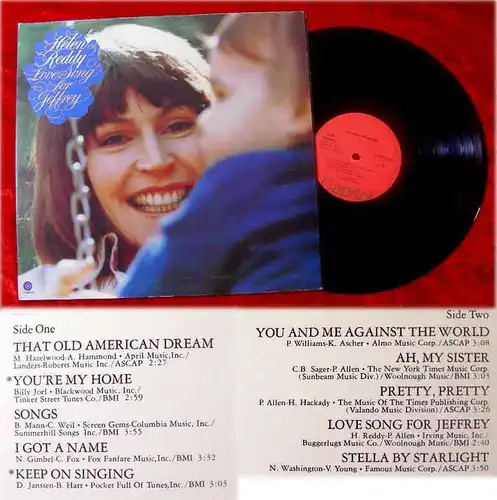 Helen
Reddy
Love Song
for
Jeffrey
Capitol
Side One
THAT OLD AMERICAN DREAM
M. Hazelwood-A. Hammond • April Music, Inc./
Landers-Roberts Music Inc./ASCAP 2:27
*YOU'RE MY HOME
Billy Joel • Blackwood Music, Inc./
Tinker Street Tunes Co./BMI 2:59
SONGS
B. Mann-C. Weil • Screen Gems-Columbia Music, Inc./
Summerhill Songs Inc./BMI 3:55
I GOT A NAME
N. Gimbel-C. Fox • Fox Fanfare Music, Inc./BMI 3:32
*KEEP ON SINGING
D. Janssen-B. Hart • Pocket Full Of Tunes, Inc./BMI 3:03
Side Two
YOU AND ME AGAINST THE WORLD
P. Williams-K. Ascher • Almo Music Corp./ASCAP 3:08
AH, MY SISTER
C.B. Sager-P. Allen • The New York Times Music Corp.
(Sunbeam Music Div.)/Woolnough Music/BMI 3:03
PRETTY, PRETTY
P. Allen-H. Hackady • The Music Of The Times Publishing Corp.
(Valando Music Division)/ASCAP 3:26
LOVE SONG FOR JEFFREY
H. Reddy-P. Allen • Irving Music, Inc./
Buggerlugs Music Co./Woolnough Music/BMI 2:40
STELLA BY STARLIGHT
N. Washington-V. Young • Famous Music Corp./ASCAP 3:50